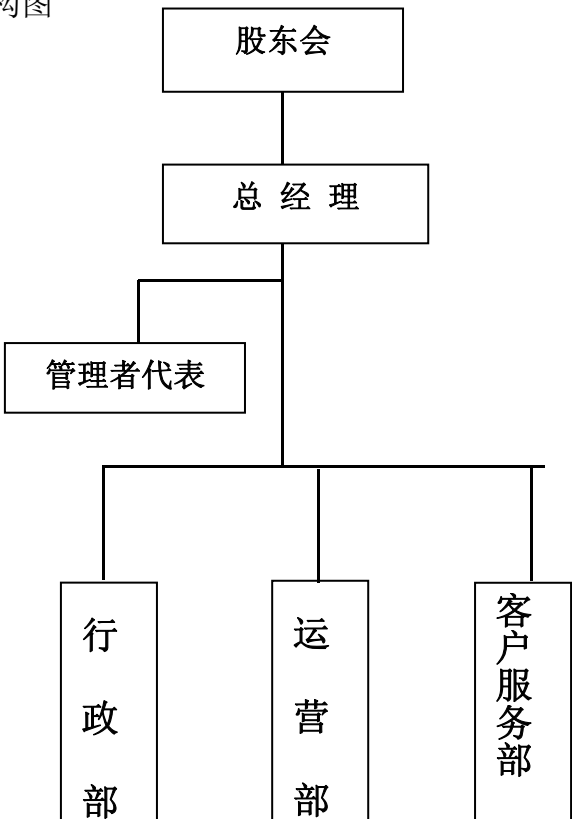 构图
股东会
总 经 理
管理者代表
行政部
运营部
客户服务部